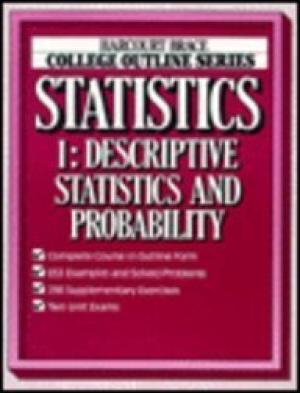 HARCOURT BRACE
COLLEGE OUTLINE SERIES
STATISTICS
I: DESCRIPTIVE
STATISTICS AND
PROBABILITY
Complete Course in Outline Form
Examples and Solved Problems
Supplementary Exercises
Two Unit Exams